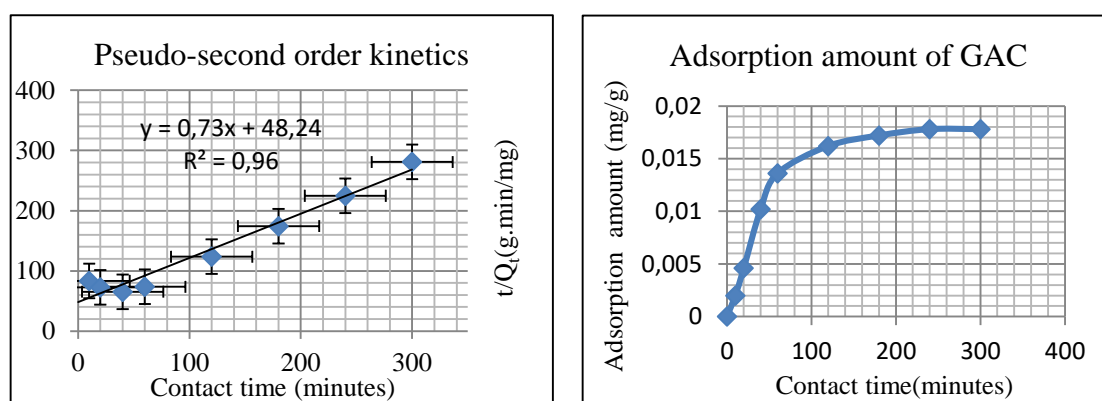 Pseudo-second order kinetics
400
300
200
100
0
y = 0,73x + 48,24
R² = 0,96
0 100 200 300
Contact time (minutes)
t/Qt(g.min/mg)
Adsorption amount of GAC
Adsorption amount (mg/g)
0,02
0,015
0,01
0,005
0
0 100 200 300 400
Contact time(minutes)